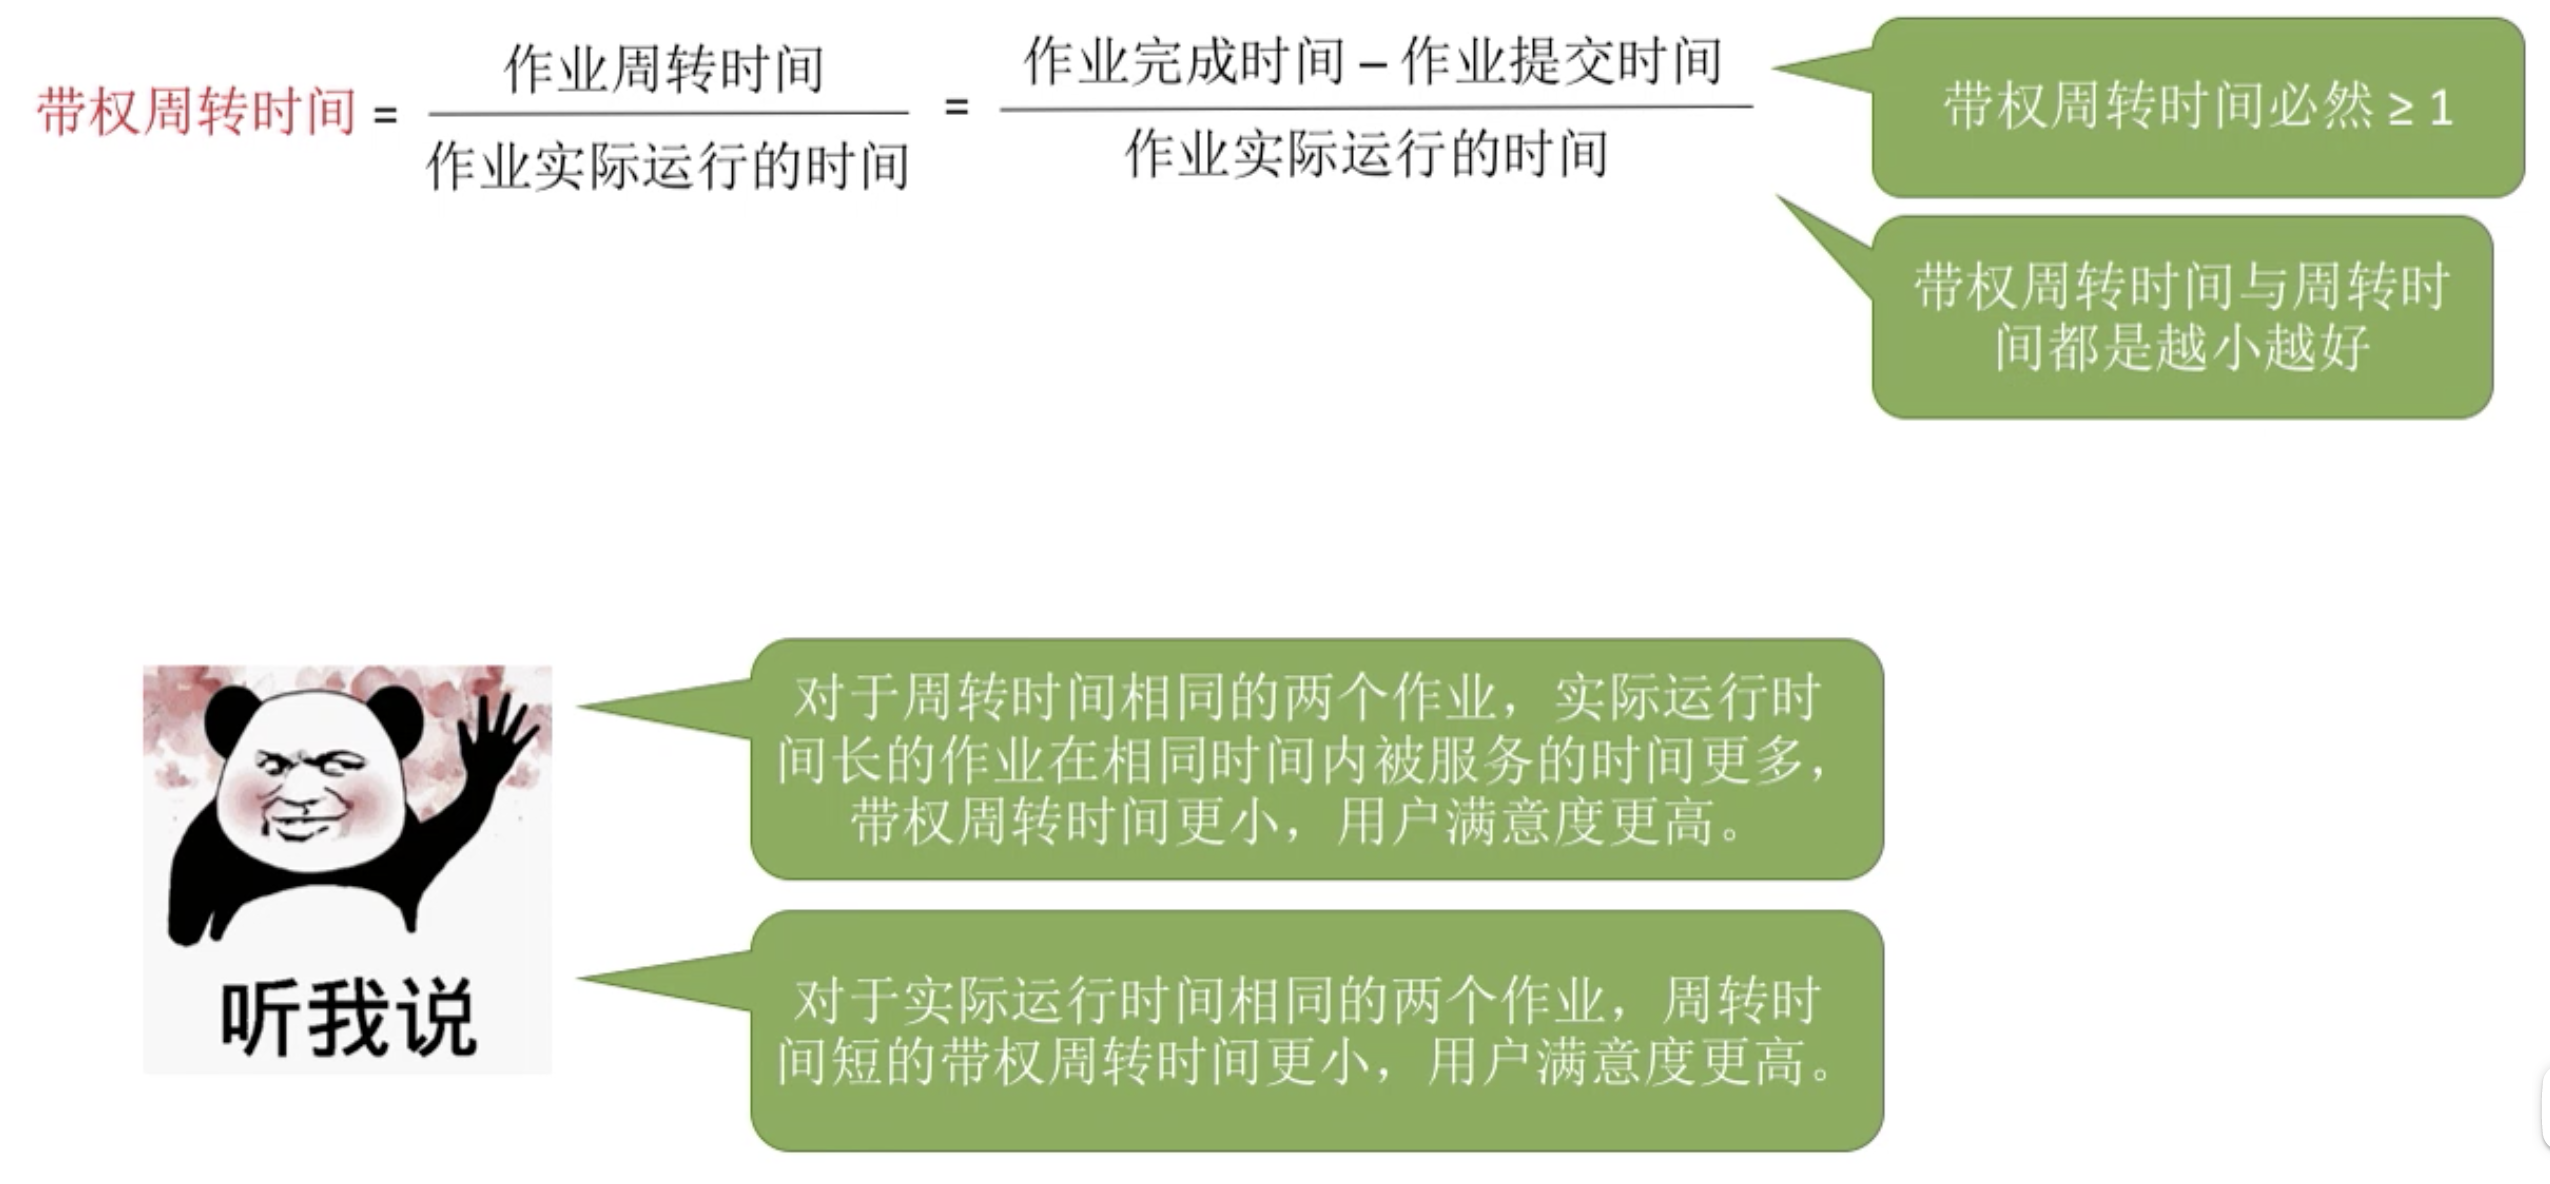 带权周转时间 = 作业周转时间 / 作业实际运行的时间 = 作业完成时间 – 作业提交时间 / 作业实际运行的时间
带权周转时间必然 ≥ 1
带权周转时间与周转时
间都是越小越好
对于周转时间相同的两个作业，实际运行时
间长的作业在相同时间内被服务的时间更多，
带权周转时间更小，用户满意度更高。
听我说
对于实际运行时间相同的两个作业，周转时
间短的带权周转时间更小，用户满意度更高。